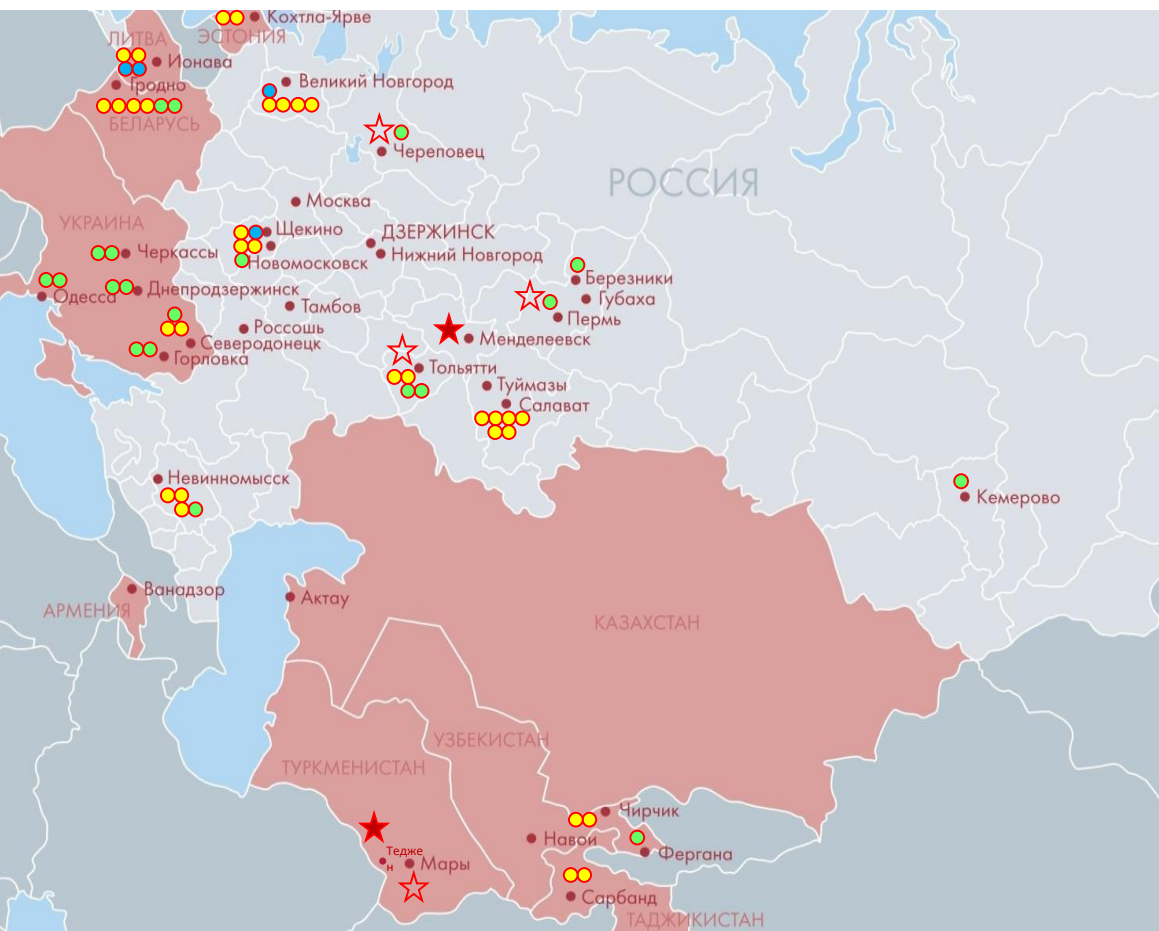 Кохтла-Ярве
ЛИТВА
ЭСТОНИЯ
Ионава
Великий Новгород
Гродно
БЕЛАРУСЬ
Череповец
РОССИЯ
Москва
УКРАИНА
Щекино
ДЗЕРЖИНСК
Черкассы
Нижний Новгород
Новомосковск
Березники
Днепродзержинск
Одесса
Губаха
Тамбов
Пермь
Россошь
Северодонецк
Менделеевск
Горловка
Тольятти
Туймазы
Салават
Невинномысск
Кемерово
Ванадзор
Актау
АРМЕНИЯ
КАЗАХСТАН
УЗБЕКИСТАН
ТУРКМЕНИСТАН
Чирчик
Навои
Тедже
н
Мары
Фергана
Сарбанд
ТАДЖИКИСТАН